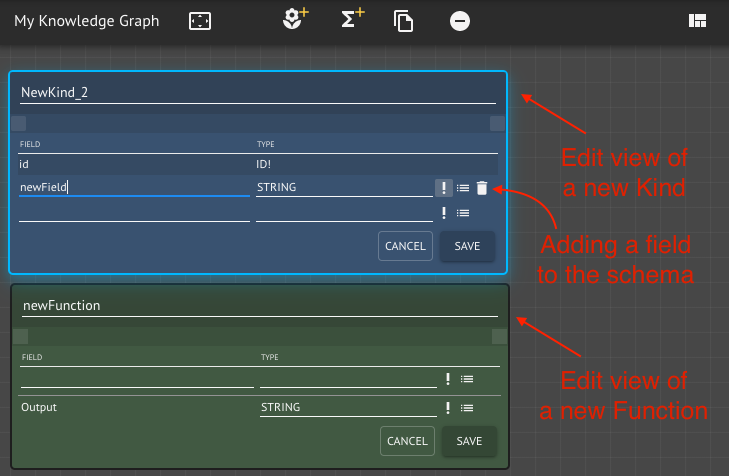 My Knowledge Graph
NewKind_2
FIELD TYPE
id ID!
newField STRING
CANCEL SAVE
Edit view of
a new Kind
Adding a field
to the schema
newFunction
FIELD TYPE
Output STRING
CANCEL SAVE
Edit view of
a new Function